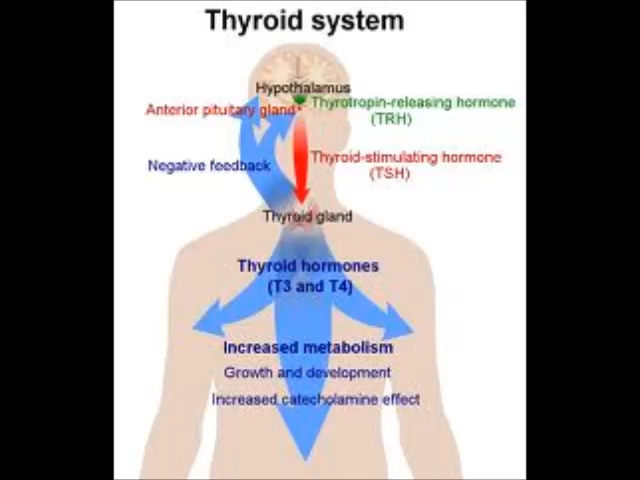 Thyroid system
Hypothalamus
Anterior pituitary gland
Thyrotropin-releasing hormone
(TRH)
Negative feedback
Thyroid-stimulating hormone
(TSH)
Thyroid gland
Thyroid hormones
(T3 and T4)
Increased metabolism
Growth and development
Increased catecholamine effect